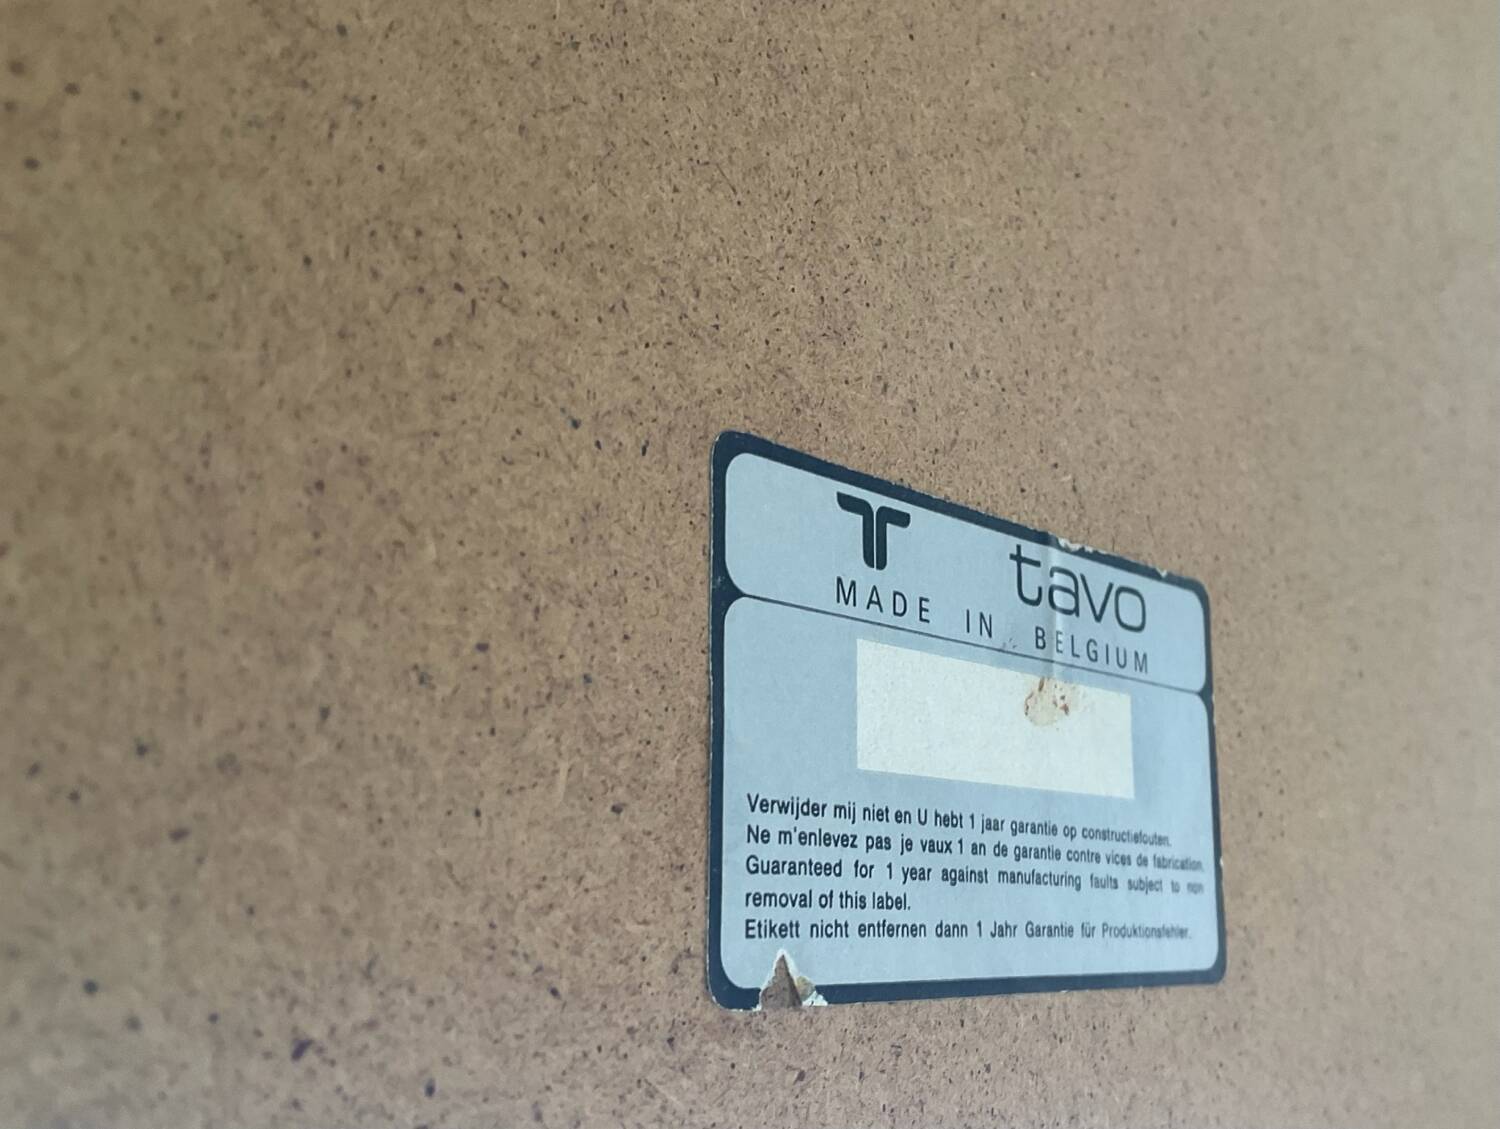 tavo
MADE IN BELGIUM
Verwijder mij niet en U hebt 1 jaar garantie op constructiefouten.
Ne m'enlevez pas je vaux 1 an de garantie contre vices de fabrication.
Guaranteed for 1 year against manufacturing faults subject to non
removal of this label.
Etikett nicht entfernen dann 1 Jahr Garantie für Produktionsfehler.